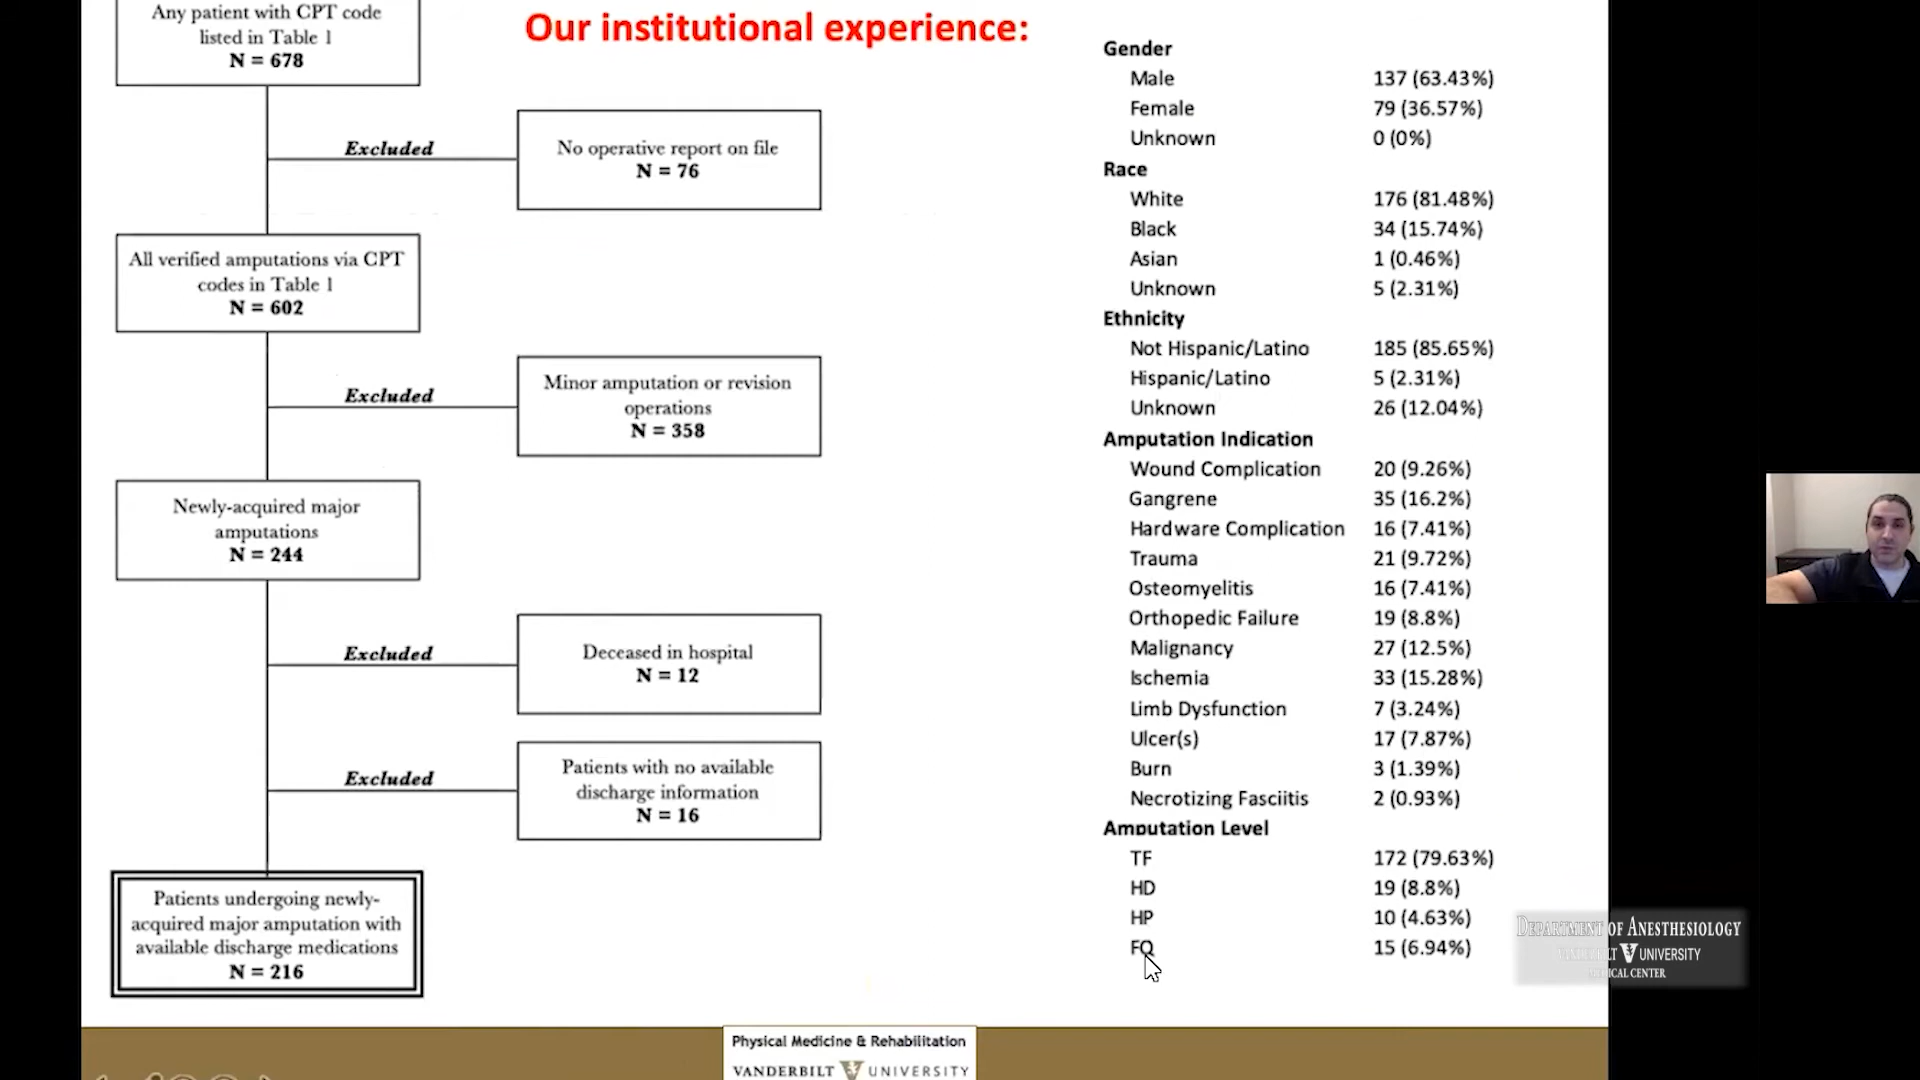 Our institutional experience:
Any patient with CPT code
listed in Table 1
N = 678
Excluded
No operative report on file
N = 76
All verified amputations via CPT
codes in Table 1
N = 602
Excluded
Minor amputation or revision
operations
N = 358
Newly-acquired major
amputations
N = 244
Excluded
Deceased in hospital
N = 12
Excluded
Patients with no available
discharge information
N = 16
Patients undergoing newly-
acquired major amputation with
available discharge medications
N = 216
Gender
Male 137 (63.43%)
Female 79 (36.57%)
Unknown 0 (0%)
Race
White 176 (81.48%)
Black 34 (15.74%)
Asian 1 (0.46%)
Unknown 5 (2.31%)
Ethnicity
Not Hispanic/Latino 185 (85.65%)
Hispanic/Latino 5 (2.31%)
Unknown 26 (12.04%)
Amputation Indication
Wound Complication 20 (9.26%)
Gangrene 35 (16.2%)
Hardware Complication 16 (7.41%)
Trauma 21 (9.72%)
Osteomyelitis 16 (7.41%)
Orthopedic Failure 19 (8.8%)
Malignancy 27 (12.5%)
Ischemia 33 (15.28%)
Limb Dysfunction 7 (3.24%)
Ulcer(s) 17 (7.87%)
Burn 3 (1.39%)
Necrotizing Fasciitis 2 (0.93%)
Amputation Level
TF 172 (79.63%)
HD 19 (8.8%)
HP 10 (4.63%)
FQ 15 (6.94%)
DEPARTMENT OF ANESTHESIOLOGY
VANDERBILT UNIVERSITY
MEDICAL CENTER
Physical Medicine & Rehabilitation
VANDERBILT UNIVERSITY